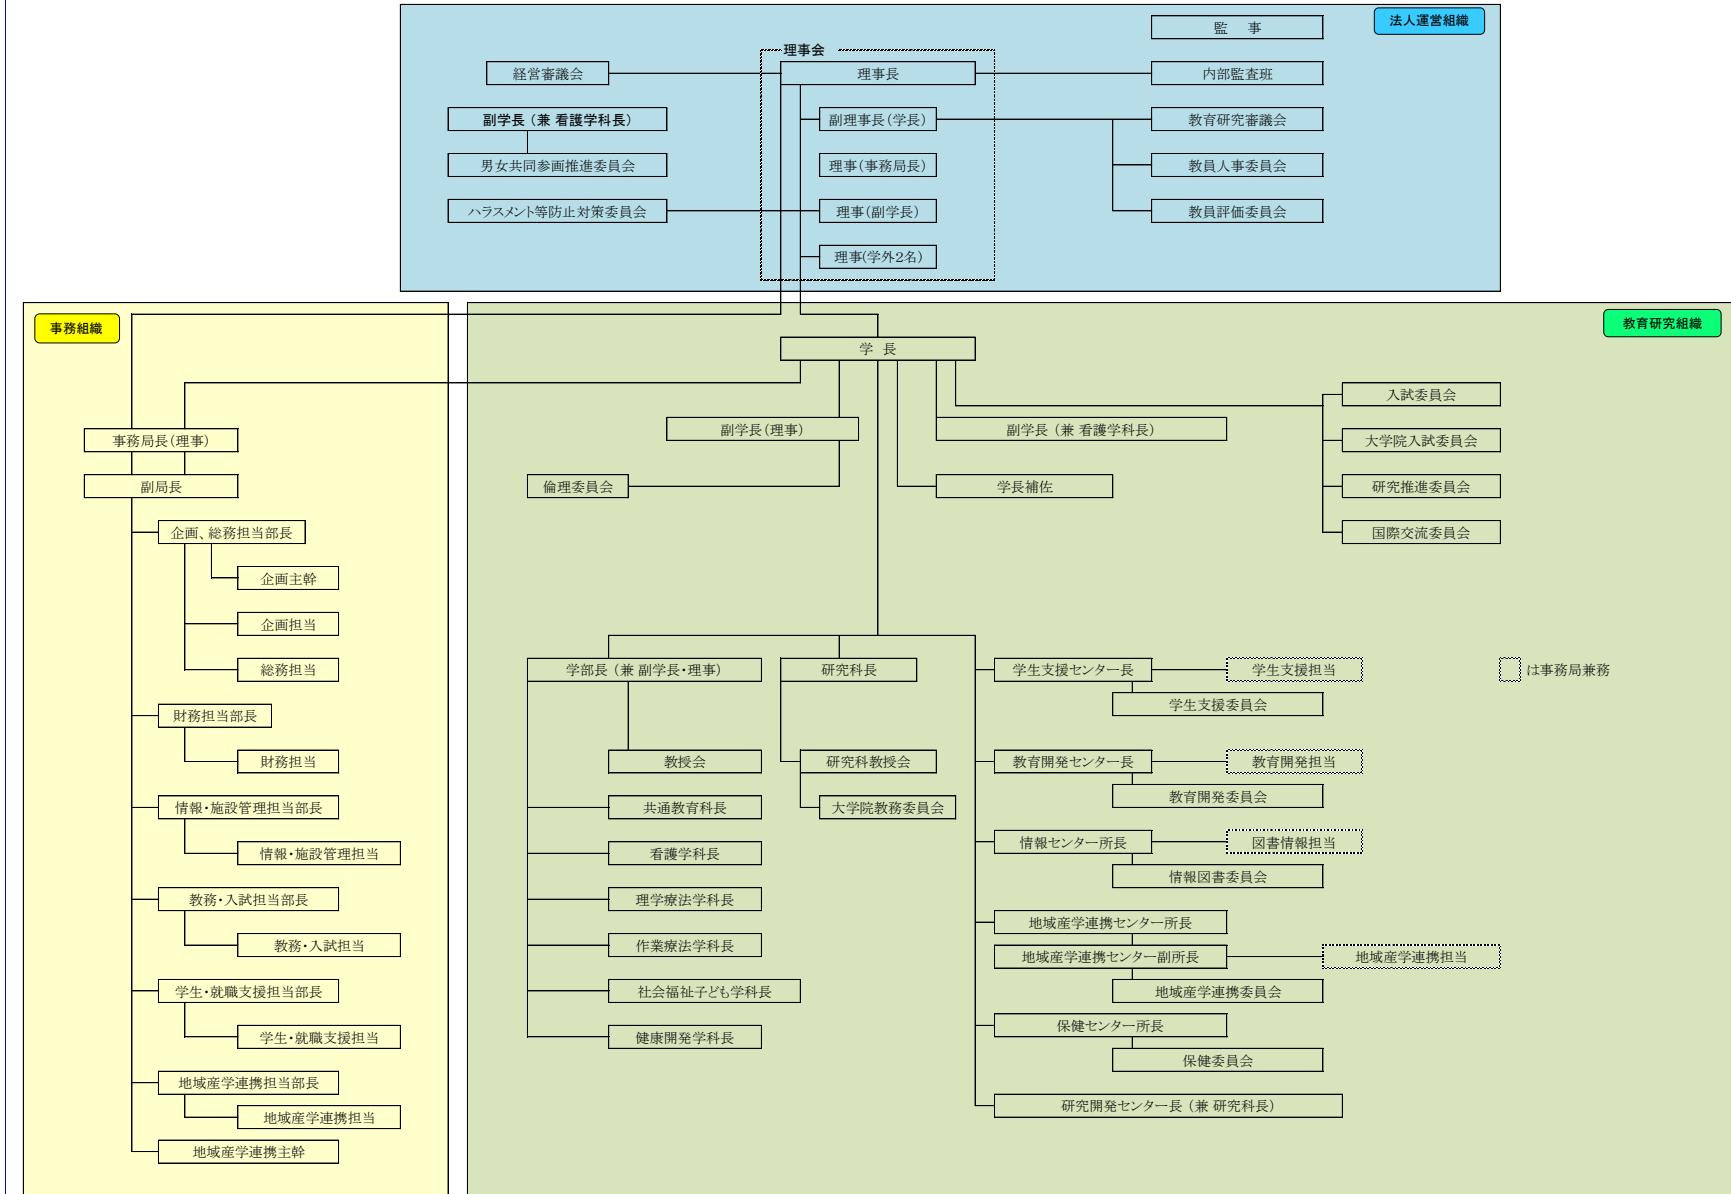 法人運営組織
監 事
理事会
経営審議会
理事長
内部監査班
副学長（兼 看護学科長）
副理事長（学長）
教育研究審議会
男女共同参画推進委員会
理事（事務局長）
教員人事委員会
ハラスメント等防止対策委員会
理事（副学長）
教員評価委員会
理事（学外2名）
事務組織
事務局長（理事）
副局長
企画、総務担当部長
企画主幹
企画担当
総務担当
財務担当部長
財務担当
情報・施設管理担当部長
情報・施設管理担当
教務・入試担当部長
教務・入試担当
学生・就職支援担当部長
学生・就職支援担当
地域産学連携担当部長
地域産学連携担当
地域産学連携主幹
教育研究組織
学 長
入試委員会
副学長（理事）
副学長（兼 看護学科長）
大学院入試委員会
倫理委員会
学長補佐
研究推進委員会
国際交流委員会
学部長（兼 副学長・理事）
研究科長
学生支援センター長
学生支援担当
は事務局兼務
学生支援委員会
教授会
研究科教授会
教育開発センター長
教育開発担当
教育開発委員会
共通教育科長
大学院教務委員会
情報センター所長
図書情報担当
看護学科長
情報図書委員会
理学療法学科長
地域産学連携センター所長
作業療法学科長
地域産学連携センター副所長
地域産学連携担当
社会福祉子ども学科長
地域産学連携委員会
健康開発学科長
保健センター所長
保健委員会
研究開発センター長（兼 研究科長）